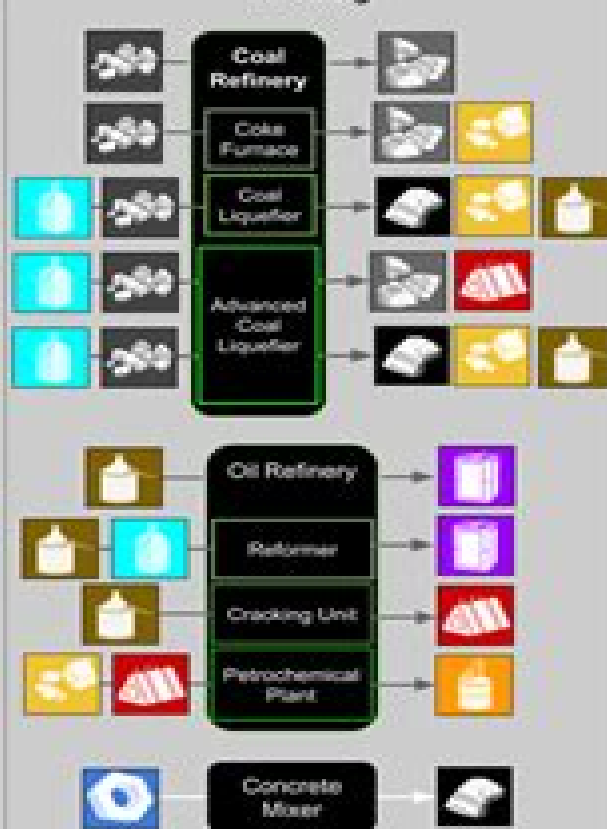 Coal
Refinery
Coke
Furnace
Coal
Liquefier
Advanced
Coal
Liquefier
Oil Refinery
Reformer
Cracking Unit
Petrochemical
Plant
Concrete
Mixer